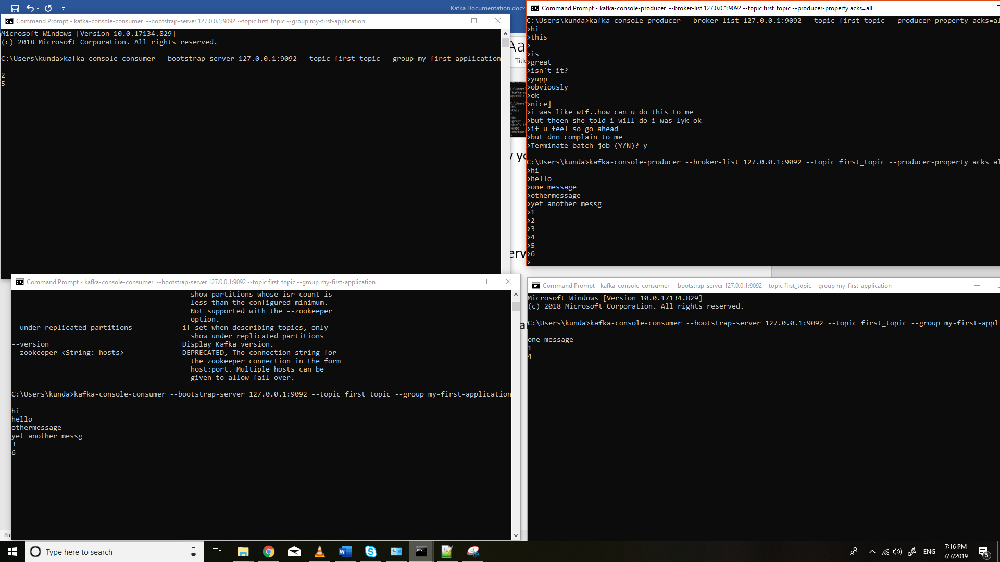 Kafka Documentation.docx
Command Prompt - kafka-console-consumer --bootstrap-server 127.0.0.1:9092 --topic first_topic --group my-first-application
Microsoft Windows [Version 10.0.17134.829]
(c) 2018 Microsoft Corporation. All rights reserved.
C:\Users\kunda>kafka-console-consumer --bootstrap-server 127.0.0.1:9092 --topic first_topic --group my-first-application
2
5
Command Prompt - kafka-console-producer --broker-list 127.0.0.1:9092 --topic first_topic --producer-property acks=all
C:\Users\kunda>kafka-console-producer --broker-list 127.0.0.1:9092 --topic first_topic --producer-property acks=al
>hi
>this
>
>is
>great
>isn't it?
>yupp
>obviously
>ok
>nice]
>i was like wtf..how can u do this to me
>but theen she told i will do i was lyk ok
>if u feel so go ahead
>but dnn complain to me
>Terminate batch job (Y/N)? y
C:\Users\kunda>kafka-console-producer --broker-list 127.0.0.1:9092 --topic first_topic --producer-property acks=al
>hi
>hello
>one message
>othermessage
>yet another messg
>1
>2
>3
>4
>5
>6
>
Command Prompt - kafka-console-consumer --bootstrap-server 127.0.0.1:9092 --topic first_topic --group my-first-application
show partitions whose isr count is
less than the configured minimum.
Not supported with the --zookeeper
option.
--under-replicated-partitions if set when describing topics, only
show under replicated partitions
--version Display Kafka version.
--zookeeper <String: hosts> DEPRECATED, The connection string for
the zookeeper connection in the form
host:port. Multiple hosts can be
given to allow fail-over.
C:\Users\kunda>kafka-console-consumer --bootstrap-server 127.0.0.1:9092 --topic first_topic --group my-first-application
hi
hello
othermessage
yet another messg
3
6
Command Prompt - kafka-console-consumer --bootstrap-server 127.0.0.1:9092 --topic first_topic --group my-first-application
Microsoft Windows [Version 10.0.17134.829]
(c) 2018 Microsoft Corporation. All rights reserved.
C:\Users\kunda>kafka-console-consumer --bootstrap-server 127.0.0.1:9092 --topic first_topic --group my-first-appli
one message
1
4
Type here to search
ENG
7:16 PM
7/7/2019
5